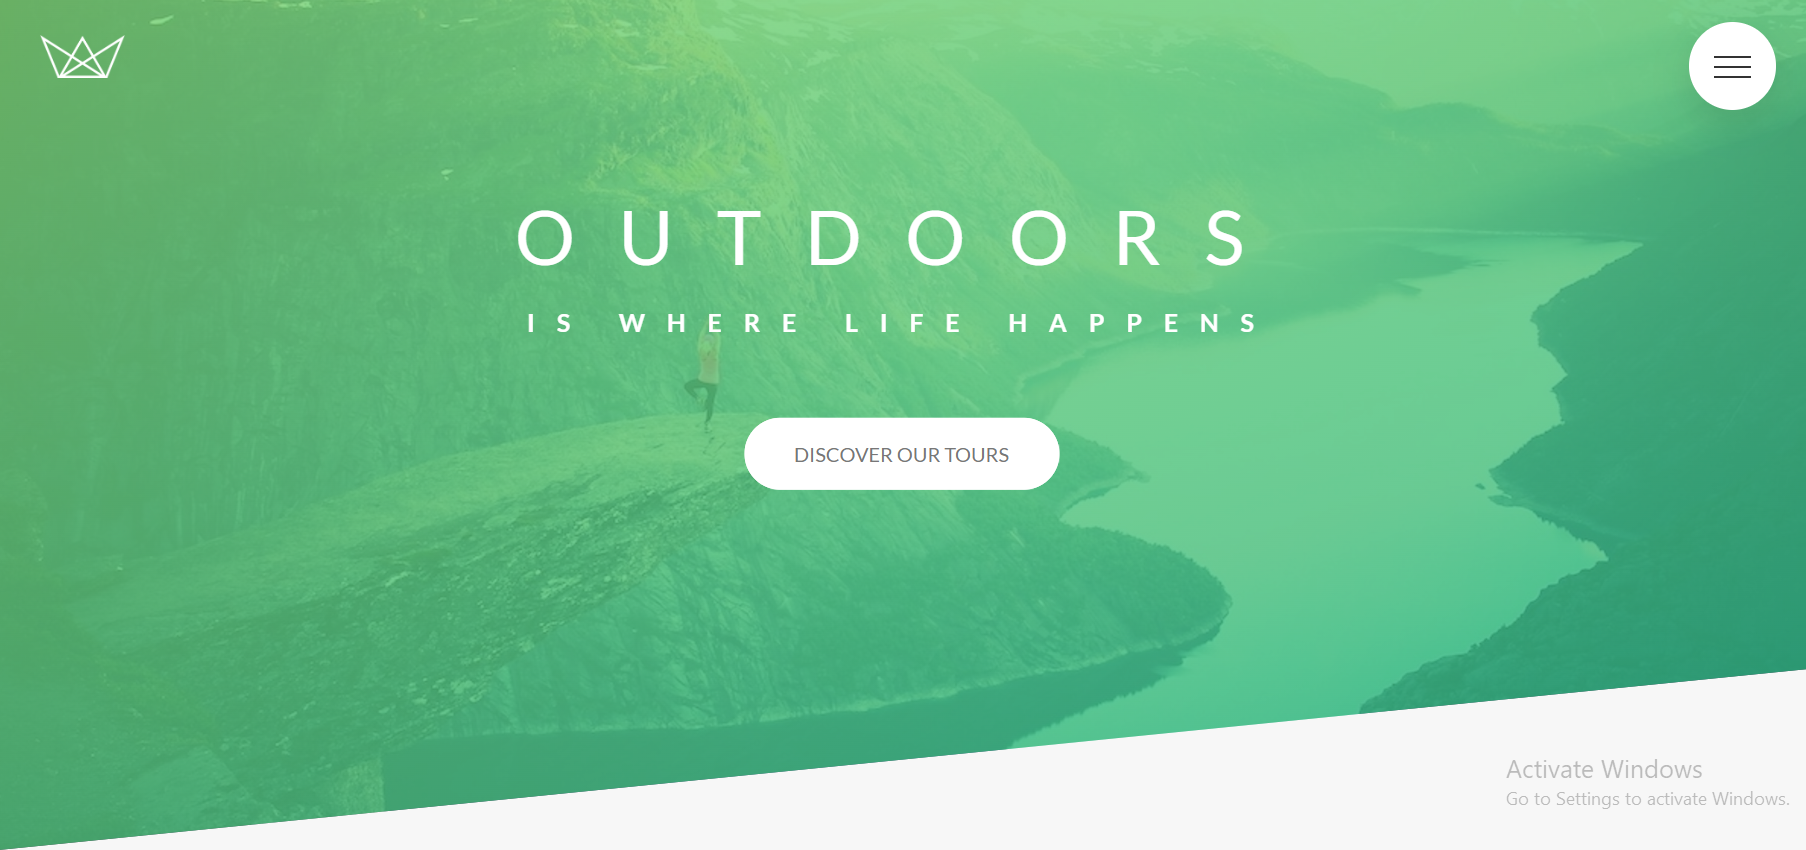 OUTDOORS
IS WHERE LIFE HAPPENS
DISCOVER OUR TOURS
Activate Windows
Go to Settings to activate Windows.